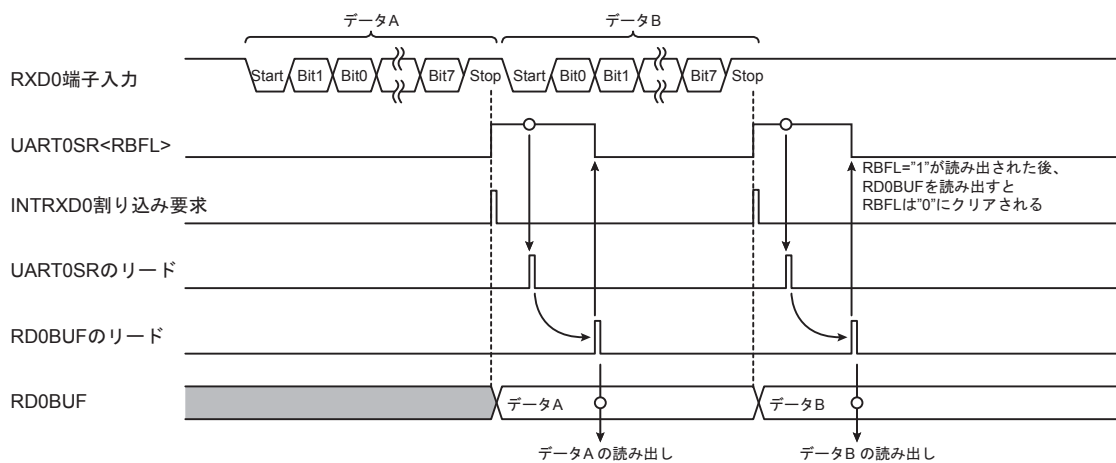 データA
データB
RXD0端子入力
Start Bit1 Bit0 Bit7 Stop Start Bit0 Bit1 Bit7 Stop
UART0SR<RBFL>
RBFL="1"が読み出された後、
RD0BUFを読み出すと
RBFLは"0"にクリアされる
INTRXD0割り込み要求
UART0SRのリード
RD0BUFのリード
RD0BUF
データA
データB
データA の読み出し
データB の読み出し